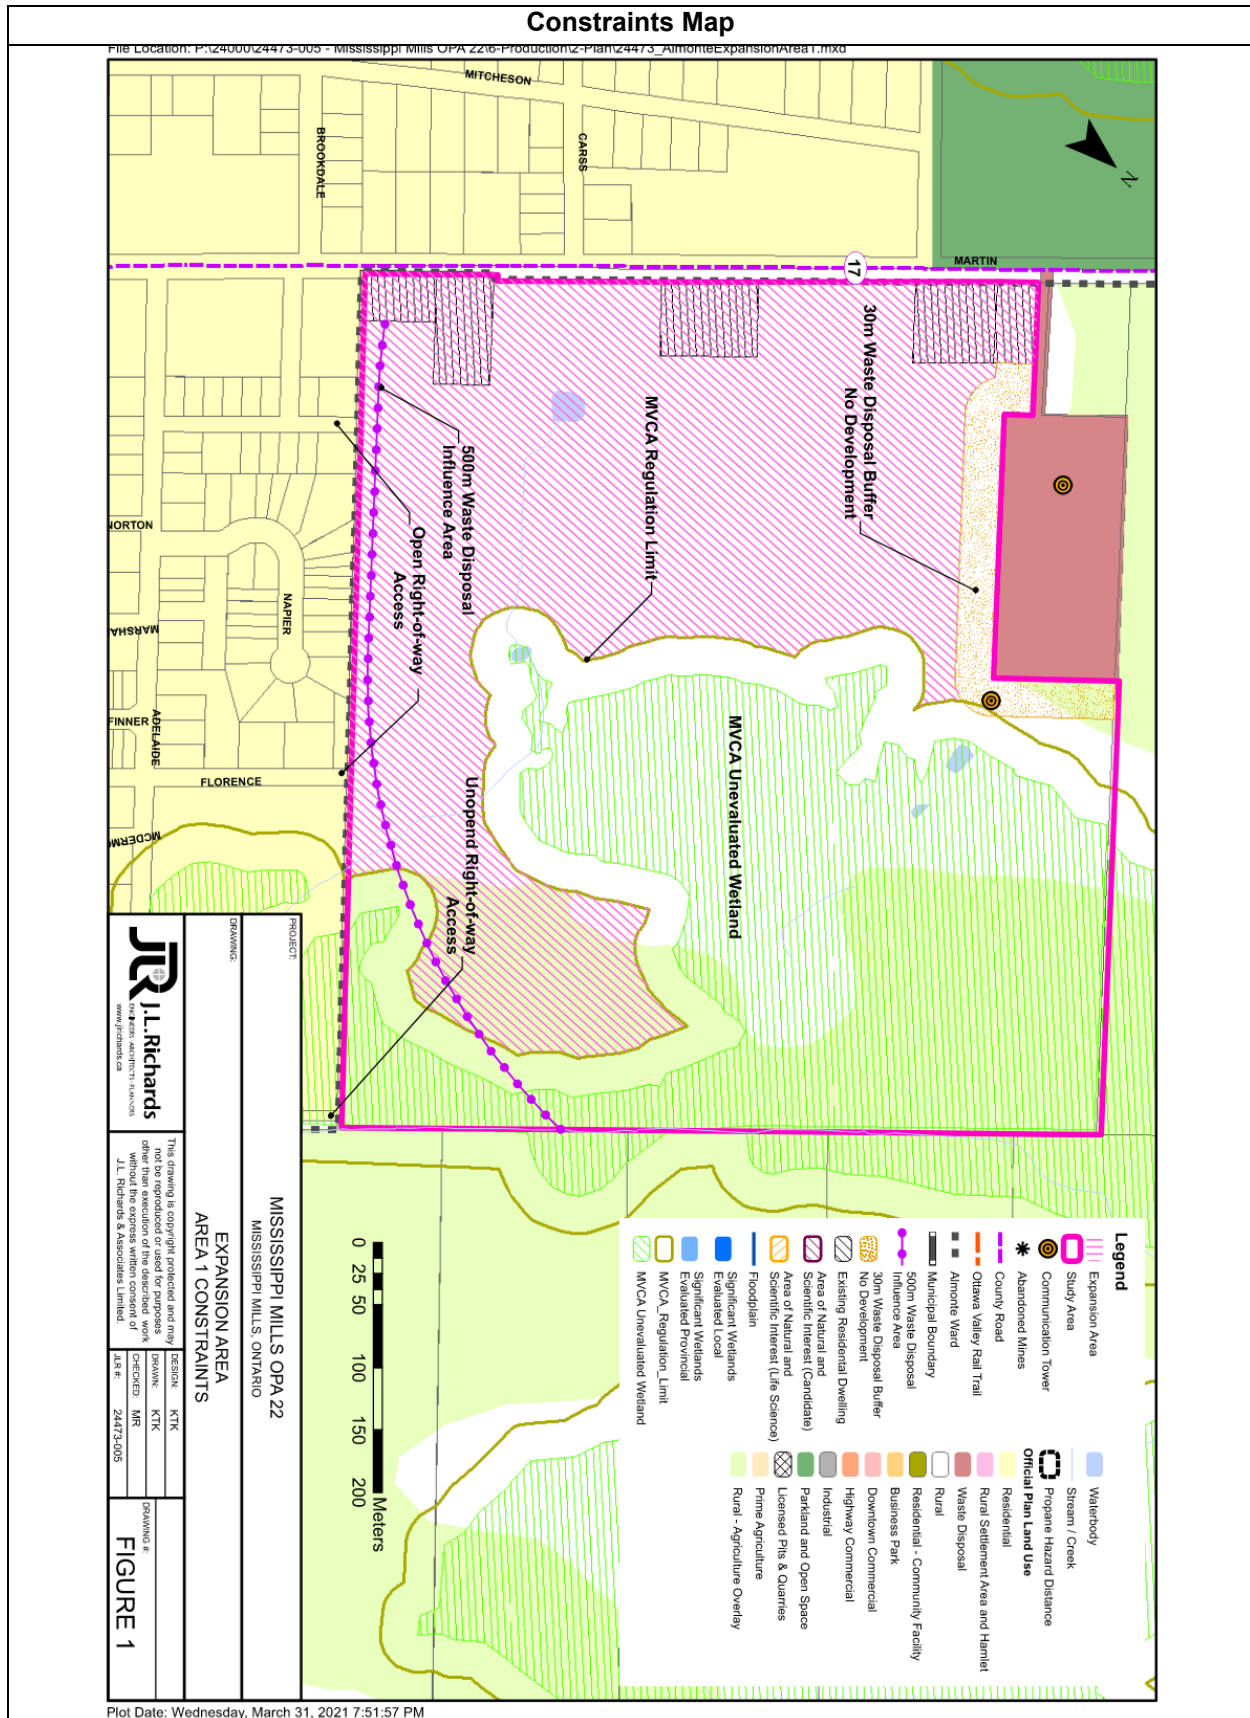 Constraints Map
File Location: P:\24000\24473-005 - Mississippi Mills OPA 22\6-Production\2-Plan\24473_AlmonteExpansionArea1.mxd
MITCHESON
BROOKDALE
CARSS
N
MARTIN
17
30m Waste Disposal Buffer
No Development
MVCA Regulation Limit
500m Waste Disposal
Influence Area
Open Right-of-way
Access
NORTON
NAPIER
MARSHA
FINNER
ADELAIDE
FLORENCE
MCDERM
MVCA Unevaluated Wetland
Unopend Right-of-way
Access
Legend
Expansion Area
Study Area
Communication Tower
Abandoned Mines
County Road
Ottawa Valley Rail Trail
Almonte Ward
Municipal Boundary
500m Waste Disposal
Influence Area
30m Waste Disposal Buffer
No Development
Existing Residential Dwelling
Area of Natural and
Scientific Interest (Candidate)
Area of Natural and
Scientific Interest (Life Science)
Floodplain
Significant Wetlands
Evaluated Local
Significant Wetlands
Evaluated Provincial
MVCA_Regulation_Limit
MVCA Unevaluated Wetland
Waterbody
Stream / Creek
Propane Hazard Distance
Official Plan Land Use
Residential
Rural Settlement Area and Hamlet
Waste Disposal
Rural
Residential - Community Facility
Business Park
Downtown Commercial
Highway Commercial
Industrial
Parkland and Open Space
Licensed Pits & Quarries
Prime Agriculture
Rural - Agriculture Overlay
0 25 50 100 150 200
Meters
PROJECT:
MISSISSIPPI MILLS OPA 22
MISSISSIPPI MILLS, ONTARIO
DRAWING:
EXPANSION AREA
AREA 1 CONSTRAINTS
JLR J.L.Richards
ENGINEERS · ARCHITECTS · PLANNERS
www.jlrichards.ca
This drawing is copyright protected and may
not be reproduced or used for purposes
other than execution of the described work
without the express written consent of
J.L. Richards & Associates Limited.
DESIGN: KTK
DRAWN: KTK
CHECKED: MR
JLR #: 24473-005
DRAWING #:
FIGURE 1
Plot Date: Wednesday, March 31, 2021 7:51:57 PM